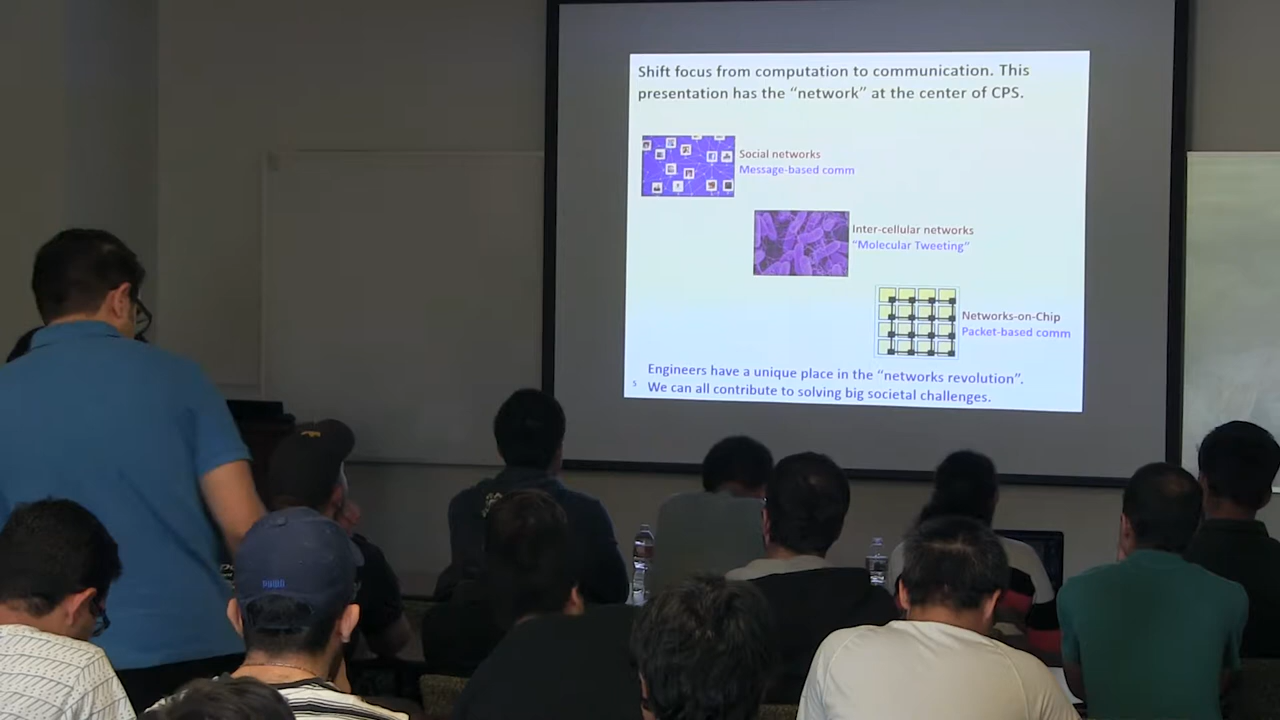 Shift focus from computation to communication. This
presentation has the “network” at the center of CPS.
Social networks
Message-based comm
Inter-cellular networks
“Molecular Tweeting”
Networks-on-Chip
Packet-based comm
Engineers have a unique place in the “networks revolution”.
We can all contribute to solving big societal challenges.
5